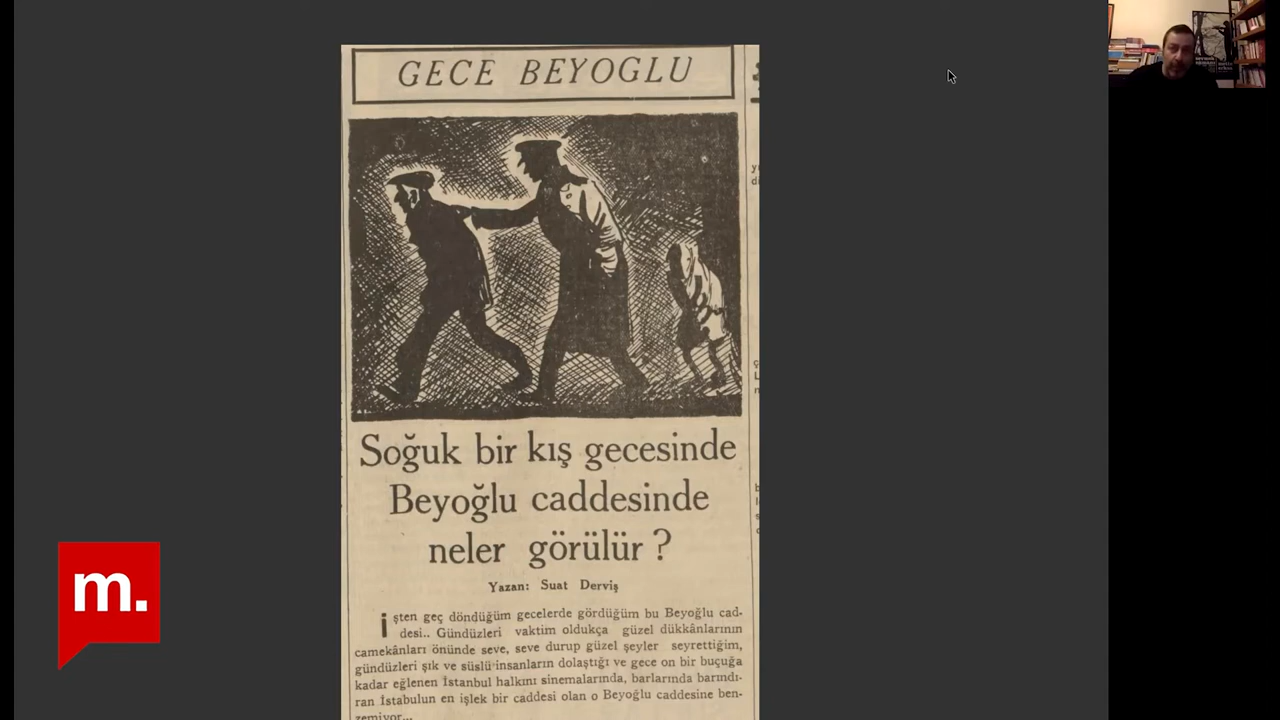 GECE BEYOGLU
Soğuk bir kış gecesinde
Beyoğlu caddesinde
neler görülür ?
Yazan: Suat Derviş
İşten geç döndüğüm gecelerde gördüğüm bu Beyoğlu cad-
desi.. Gündüzleri vaktim oldukça güzel dükkânlarının
camekânları önünde seve, seve durup güzel şeyler seyrettiğim,
gündüzleri şık ve süslü insanların dolaştığı ve gece on bir buçuğa
kadar eğlenen İstanbul halkını sinemalarında, barlarında barındı-
ran İstabulun en işlek bir caddesi olan o Beyoğlu caddesine ben-
zemiyor...
m.